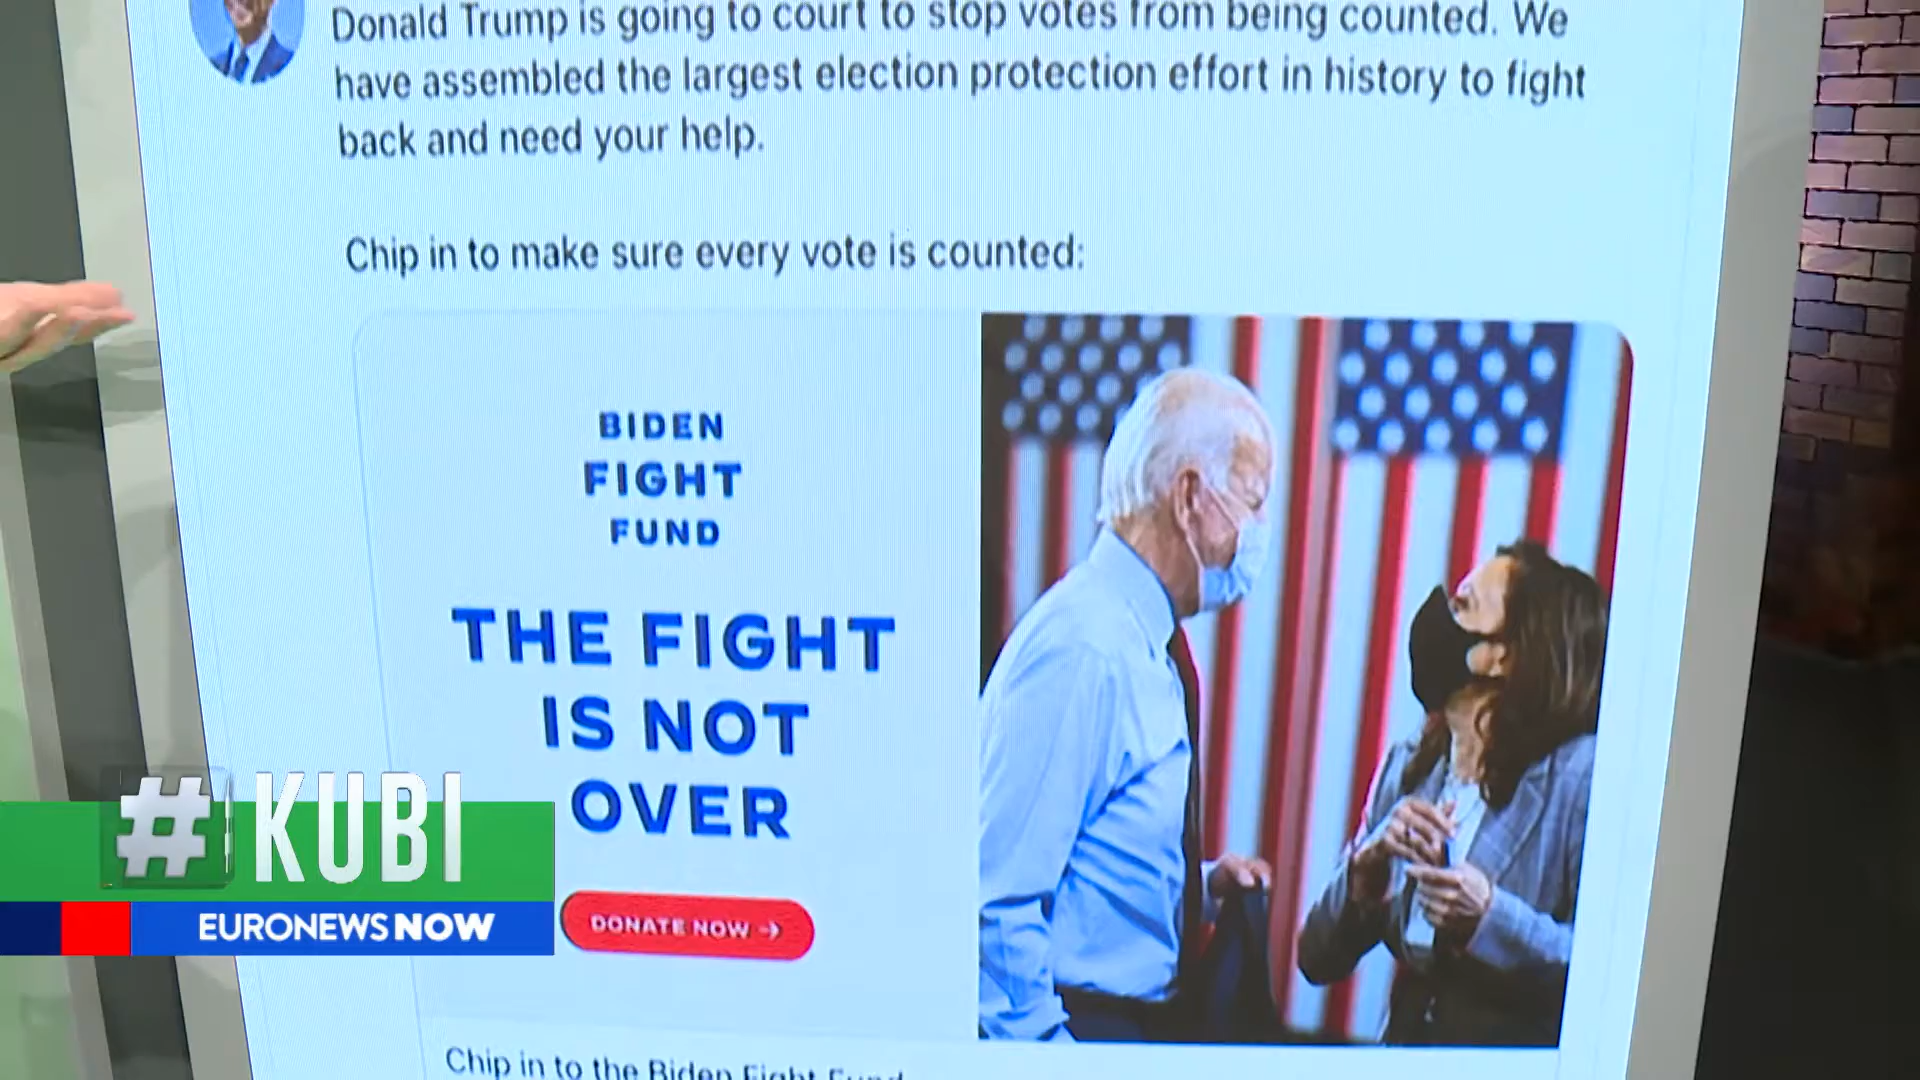 Donald Trump is going to court to stop votes from being counted. We
have assembled the largest election protection effort in history to fight
back and need your help.
Chip in to make sure every vote is counted:
BIDEN
FIGHT
FUND
THE FIGHT
IS NOT
OVER
DONATE NOW →
Chip in to the Biden Fight Fund
#KUBI
EURONEWS NOW